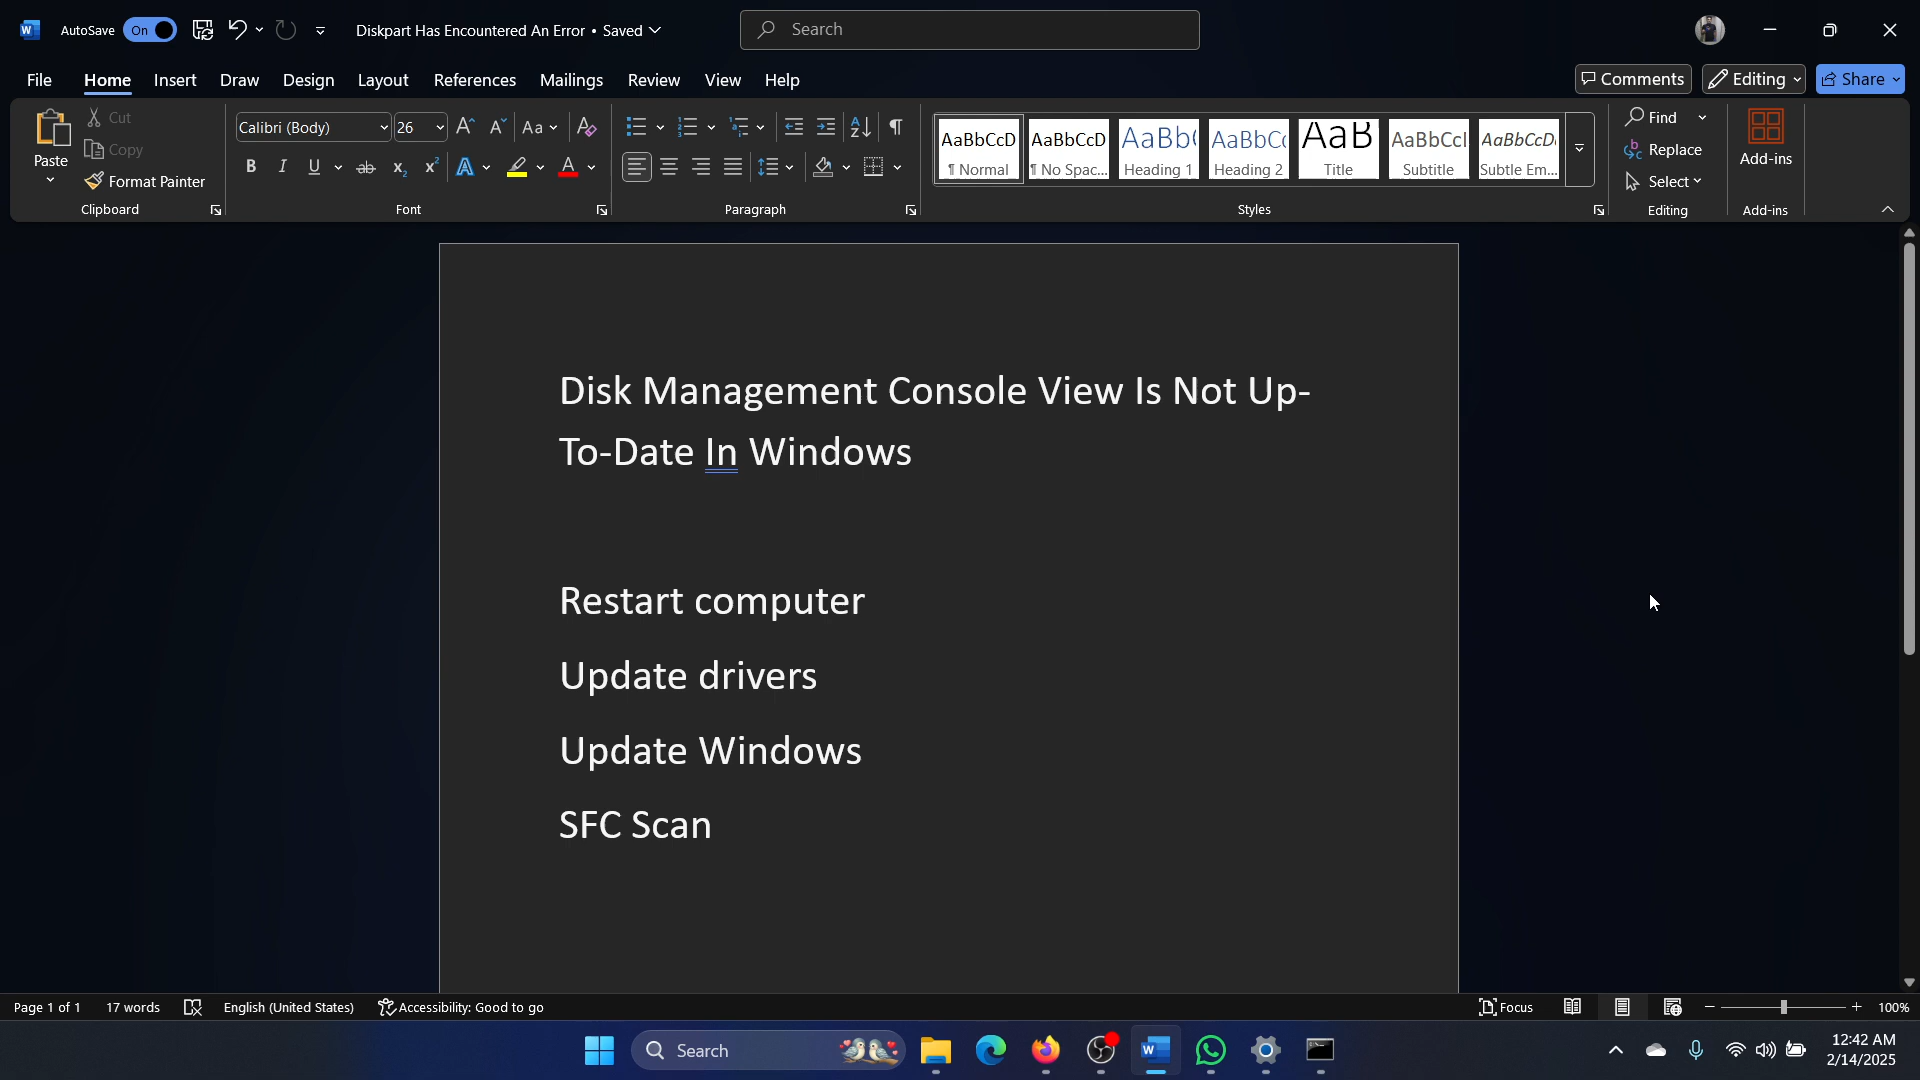 AutoSave On Diskpart Has Encountered An Error • Saved Search
File Home Insert Draw Design Layout References Mailings Review View Help Comments Editing Share
Paste
Cut
Copy
Format Painter
Clipboard
Calibri (Body) 26
Font
Paragraph
AaBbCcD AaBbCcD AaBb( AaBbC( AaB AaBbCcl AaBbCcD
¶ Normal ¶ No Spac... Heading 1 Heading 2 Title Subtitle Subtle Em...
Styles
Find
Replace
Select
Editing
Add-ins
Add-ins
Disk Management Console View Is Not Up-
To-Date In Windows
Restart computer
Update drivers
Update Windows
SFC Scan
Page 1 of 1 17 words English (United States) Accessibility: Good to go Focus 100%
Search
12:42 AM
2/14/2025